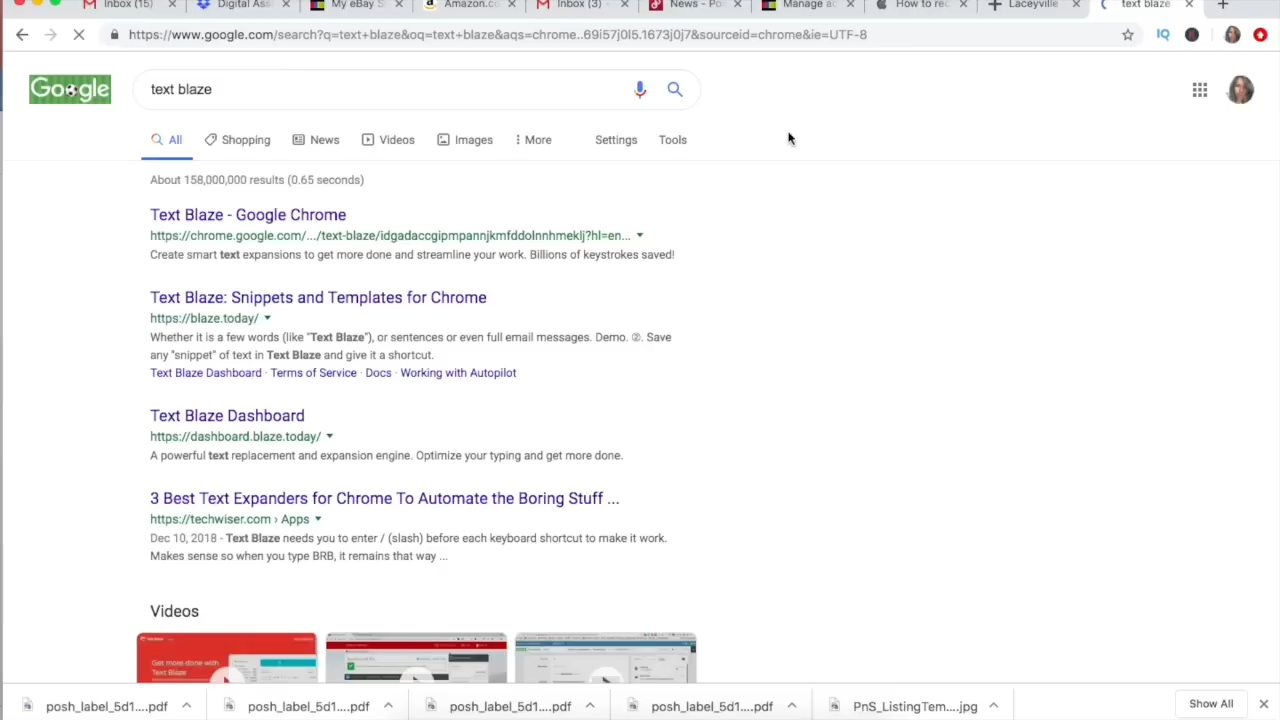 Inbox (15)
Digital Ass
My eBay S
Amazon.co
Inbox (3) -
News - Po
Manage ac
How to rec
Laceyville
text blaze
https://www.google.com/search?q=text+blaze&oq=text+blaze&aqs=chrome..69i57j0l5.1673j0j7&sourceid=chrome&ie=UTF-8
IQ
Google
text blaze
All
Shopping
News
Videos
Images
More
Settings
Tools
About 158,000,000 results (0.65 seconds)
Text Blaze - Google Chrome
https://chrome.google.com/.../text-blaze/idgadaccgipmpannjkmfddolnnhmeklj?hl=en...
Create smart text expansions to get more done and streamline your work. Billions of keystrokes saved!
Text Blaze: Snippets and Templates for Chrome
https://blaze.today/
Whether it is a few words (like "Text Blaze"), or sentences or even full email messages. Demo. ②. Save
any "snippet" of text in Text Blaze and give it a shortcut.
Text Blaze Dashboard · Terms of Service · Docs · Working with Autopilot
Text Blaze Dashboard
https://dashboard.blaze.today/
A powerful text replacement and expansion engine. Optimize your typing and get more done.
3 Best Text Expanders for Chrome To Automate the Boring Stuff ...
https://techwiser.com › Apps
Dec 10, 2018 - Text Blaze needs you to enter / (slash) before each keyboard shortcut to make it work.
Makes sense so when you type BRB, it remains that way ...
Videos
Get more done with
Text Blaze
posh_label_5d1....pdf
posh_label_5d1....pdf
posh_label_5d1....pdf
posh_label_5d1....pdf
PnS_ListingTem....jpg
Show All